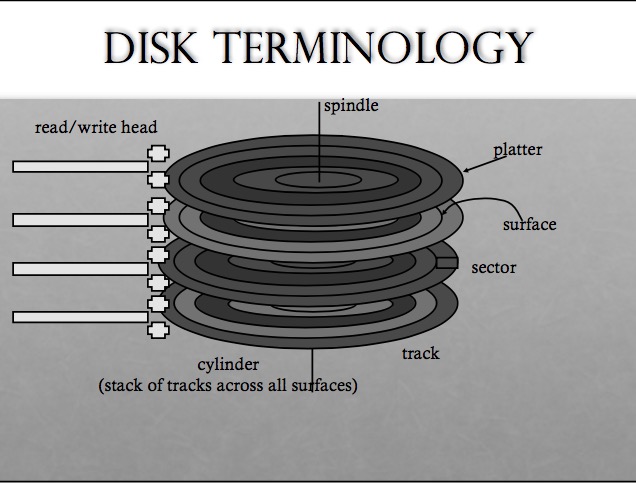 DISK TERMINOLOGY
spindle
read/write head
platter
surface
sector
track
cylinder
(stack of tracks across all surfaces)